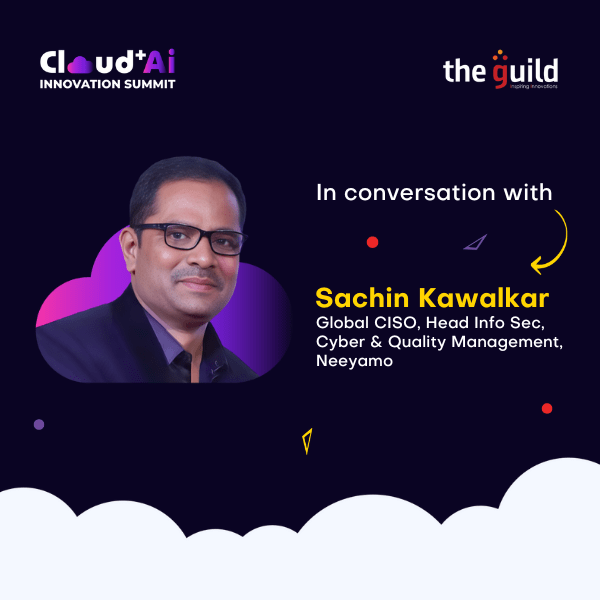 Cloud+Ai
INNOVATION SUMMIT
the guild
inspiring innovations
In conversation with
Sachin Kawalkar
Global CISO, Head Info Sec,
Cyber & Quality Management,
Neeyamo